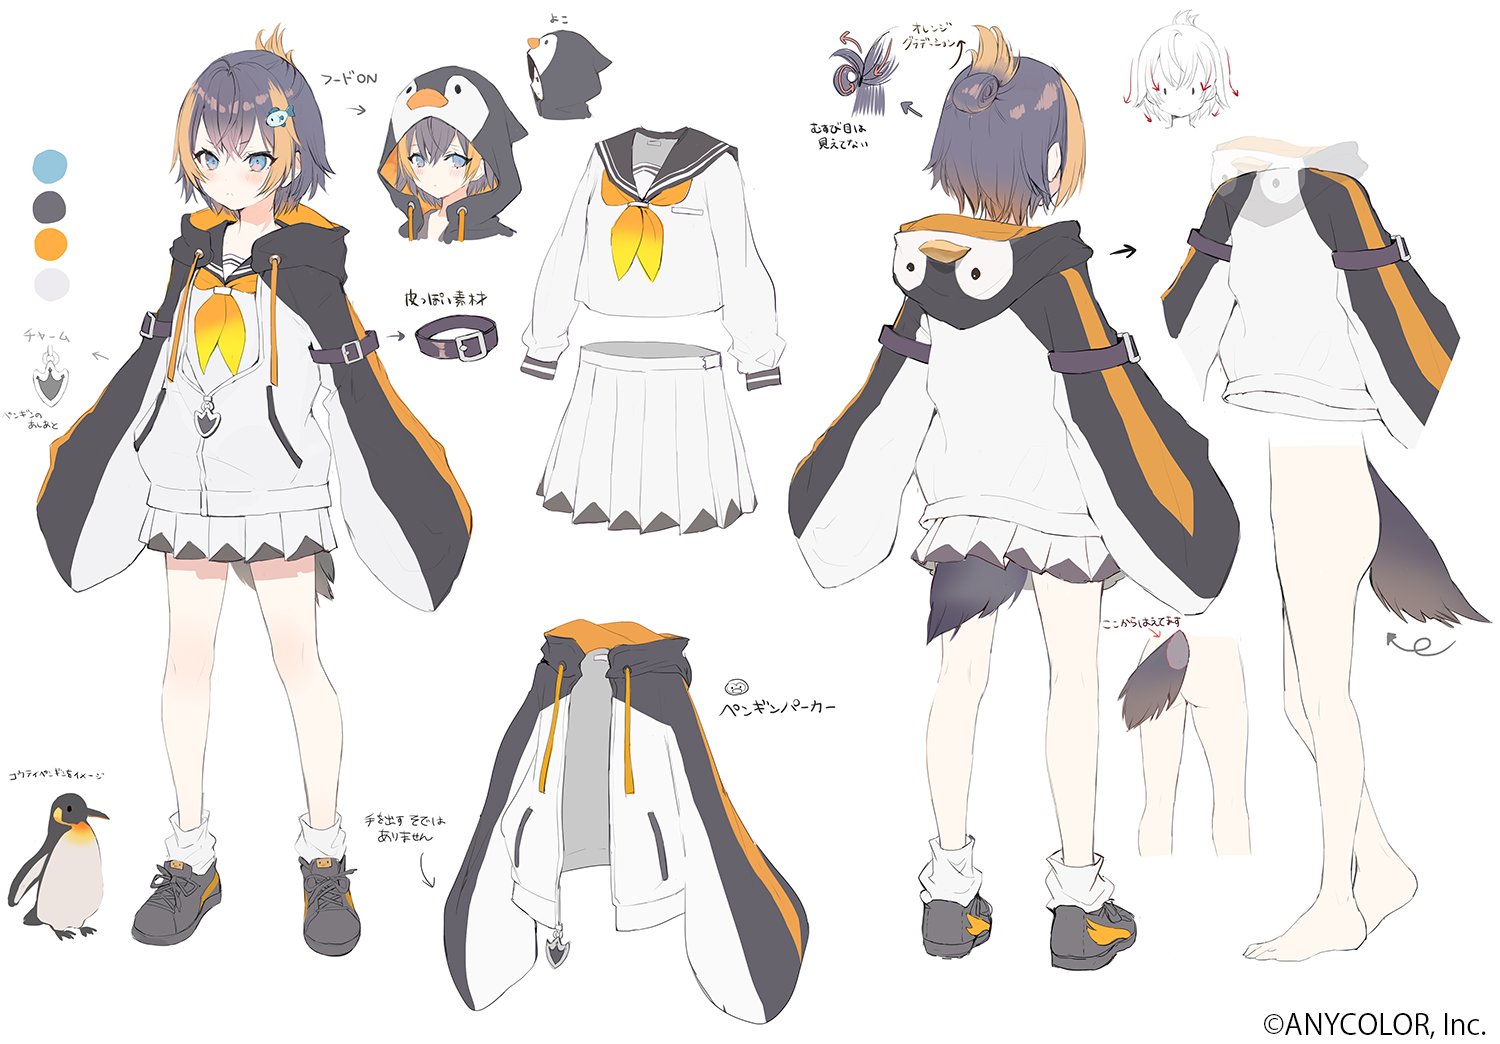 よこ
フードON
オレンジ
グラデーション
むすび目は
見えてない
皮っぽい素材
チャーム
ペンギンの
あしあと
ここからはえてます
ペンギンパーカー
コウテイペンギンをイメージ
手を出すそでは
ありません
©ANYCOLOR, Inc.